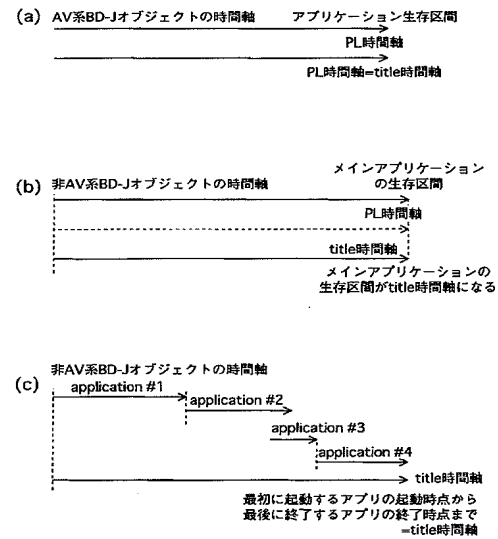 (a) AV系BD-Jオブジェクトの時間軸 アプリケーション生存区間
PL時間軸
PL時間軸=title時間軸
(b) 非AV系BD-Jオブジェクトの時間軸 メインアプリケーション
の生存区間
PL時間軸
title時間軸
メインアプリケーションの
生存区間がtitle時間軸になる
(c) 非AV系BD-Jオブジェクトの時間軸
application #1
application #2
application #3
application #4
title時間軸
最初に起動するアプリの起動時点から
最後に終了するアプリの終了時点まで
=title時間軸